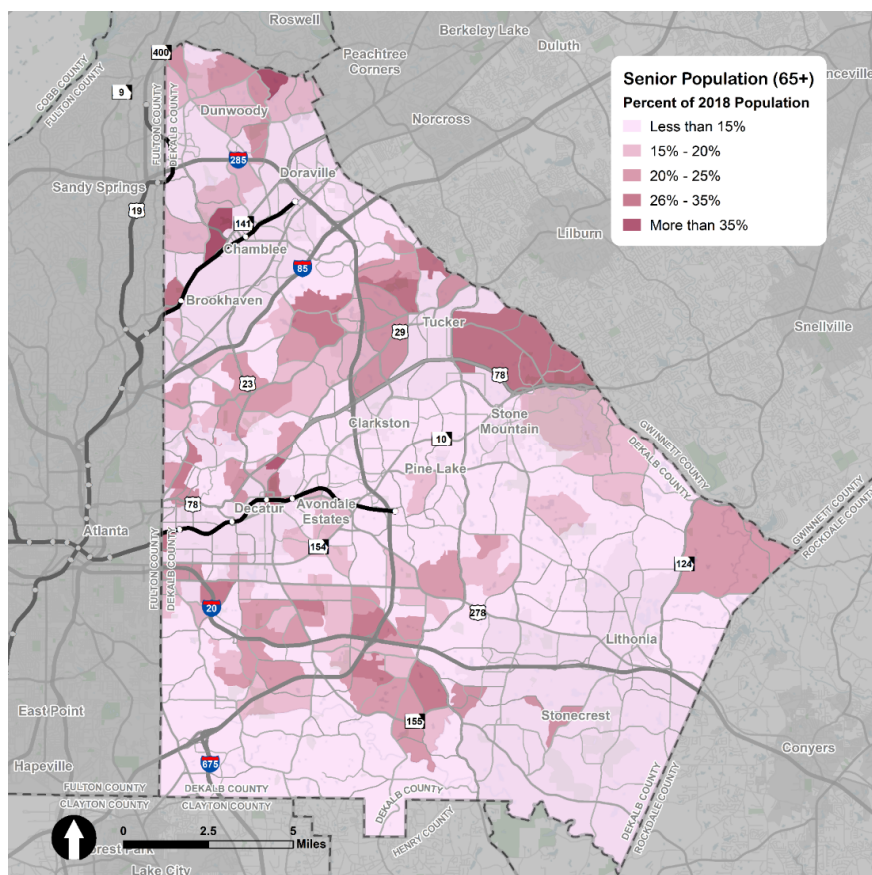 Roswell
Berkeley Lake
Duluth
400
Peachtree
Corners
COBB COUNTY
FULTON COUNTY
9
Senior Population (65+)
Percent of 2018 Population
Less than 15%
15% - 20%
20% - 25%
26% - 35%
More than 35%
nceville
Dunwoody
Norcross
FULTON COUNTY
DEKALB COUNTY
285
Doraville
Sandy Springs
19
141
Chamblee
Lilburn
85
Brookhaven
Tucker
29
Snellville
78
23
Clarkston
Stone
Mountain
10
GWINNETT COUNTY
DEKALB COUNTY
Pine Lake
78
Decatur
Avondale
Estates
Atlanta
154
GWINNETT COUNTY
ROCKDALE COUNTY
124
FULTON COUNTY
DEKALB COUNTY
20
278
Lithonia
East Point
155
Stonecrest
Conyers
Hapeville
675
FULTON COUNTY
CLAYTON COUNTY
DEKALB COUNTY
CLAYTON COUNTY
DEKALB COUNTY
HENRY COUNTY
DEKALB COUNTY
ROCKDALE COUNTY
0 2.5 5
Miles
orest Park
Lake City